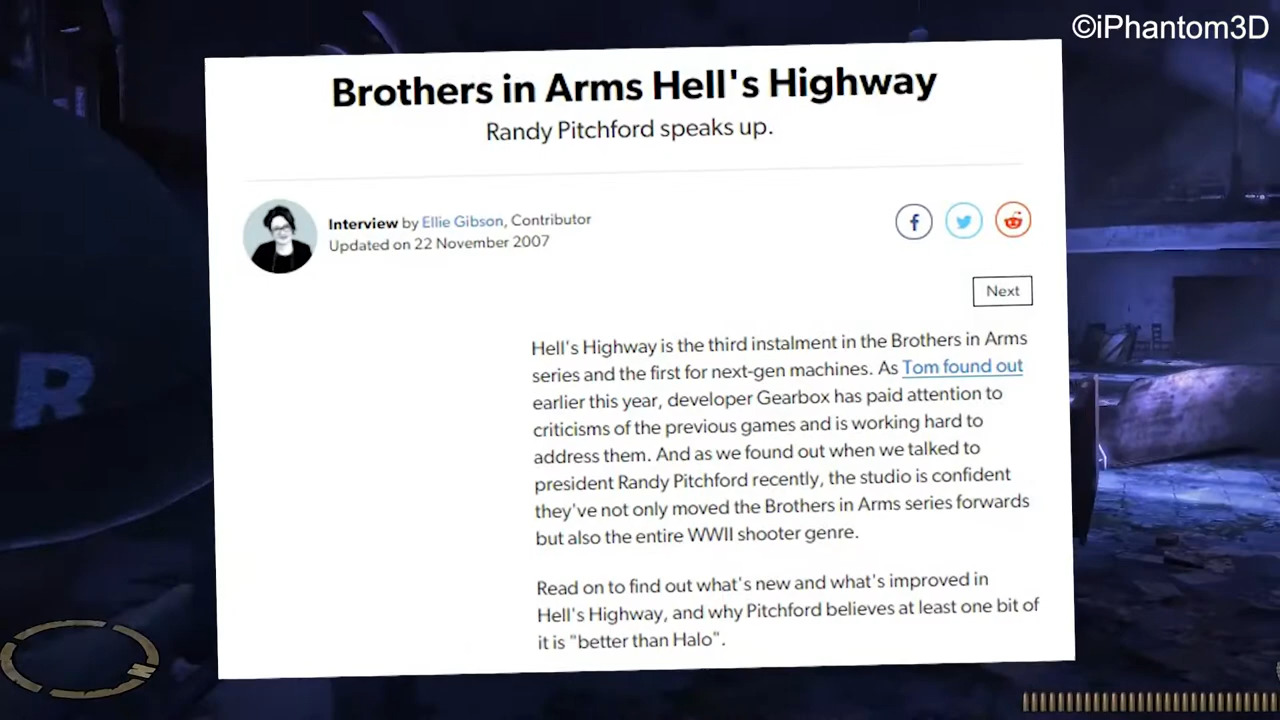 ©iPhantom3D
Brothers in Arms Hell's Highway
Randy Pitchford speaks up.
Interview by Ellie Gibson, Contributor
Updated on 22 November 2007
Next
Hell's Highway is the third instalment in the Brothers in Arms
series and the first for next-gen machines. As Tom found out
earlier this year, developer Gearbox has paid attention to
criticisms of the previous games and is working hard to
address them. And as we found out when we talked to
president Randy Pitchford recently, the studio is confident
they've not only moved the Brothers in Arms series forwards
but also the entire WWII shooter genre.
Read on to find out what's new and what's improved in
Hell's Highway, and why Pitchford believes at least one bit of
it is "better than Halo".
R
N